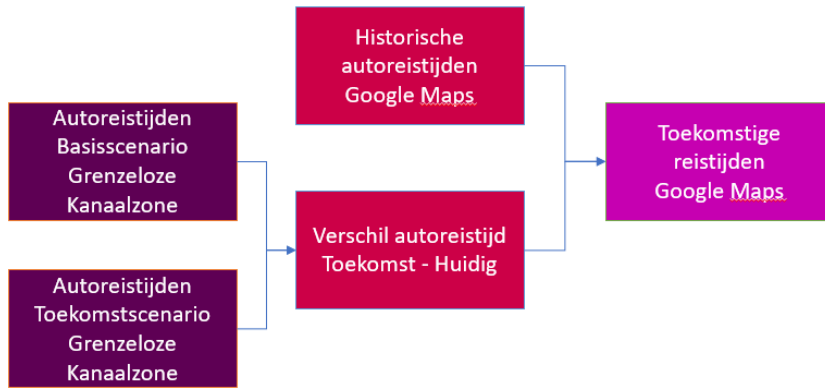 Historische
autoreistijden
Google Maps
Autoreistijden
Basisscenario
Grenzeloze
Kanaalzone
Toekomstige
reistijden
Google Maps
Verschil autoreistijd
Toekomst - Huidig
Autoreistijden
Toekomstscenario
Grenzeloze
Kanaalzone